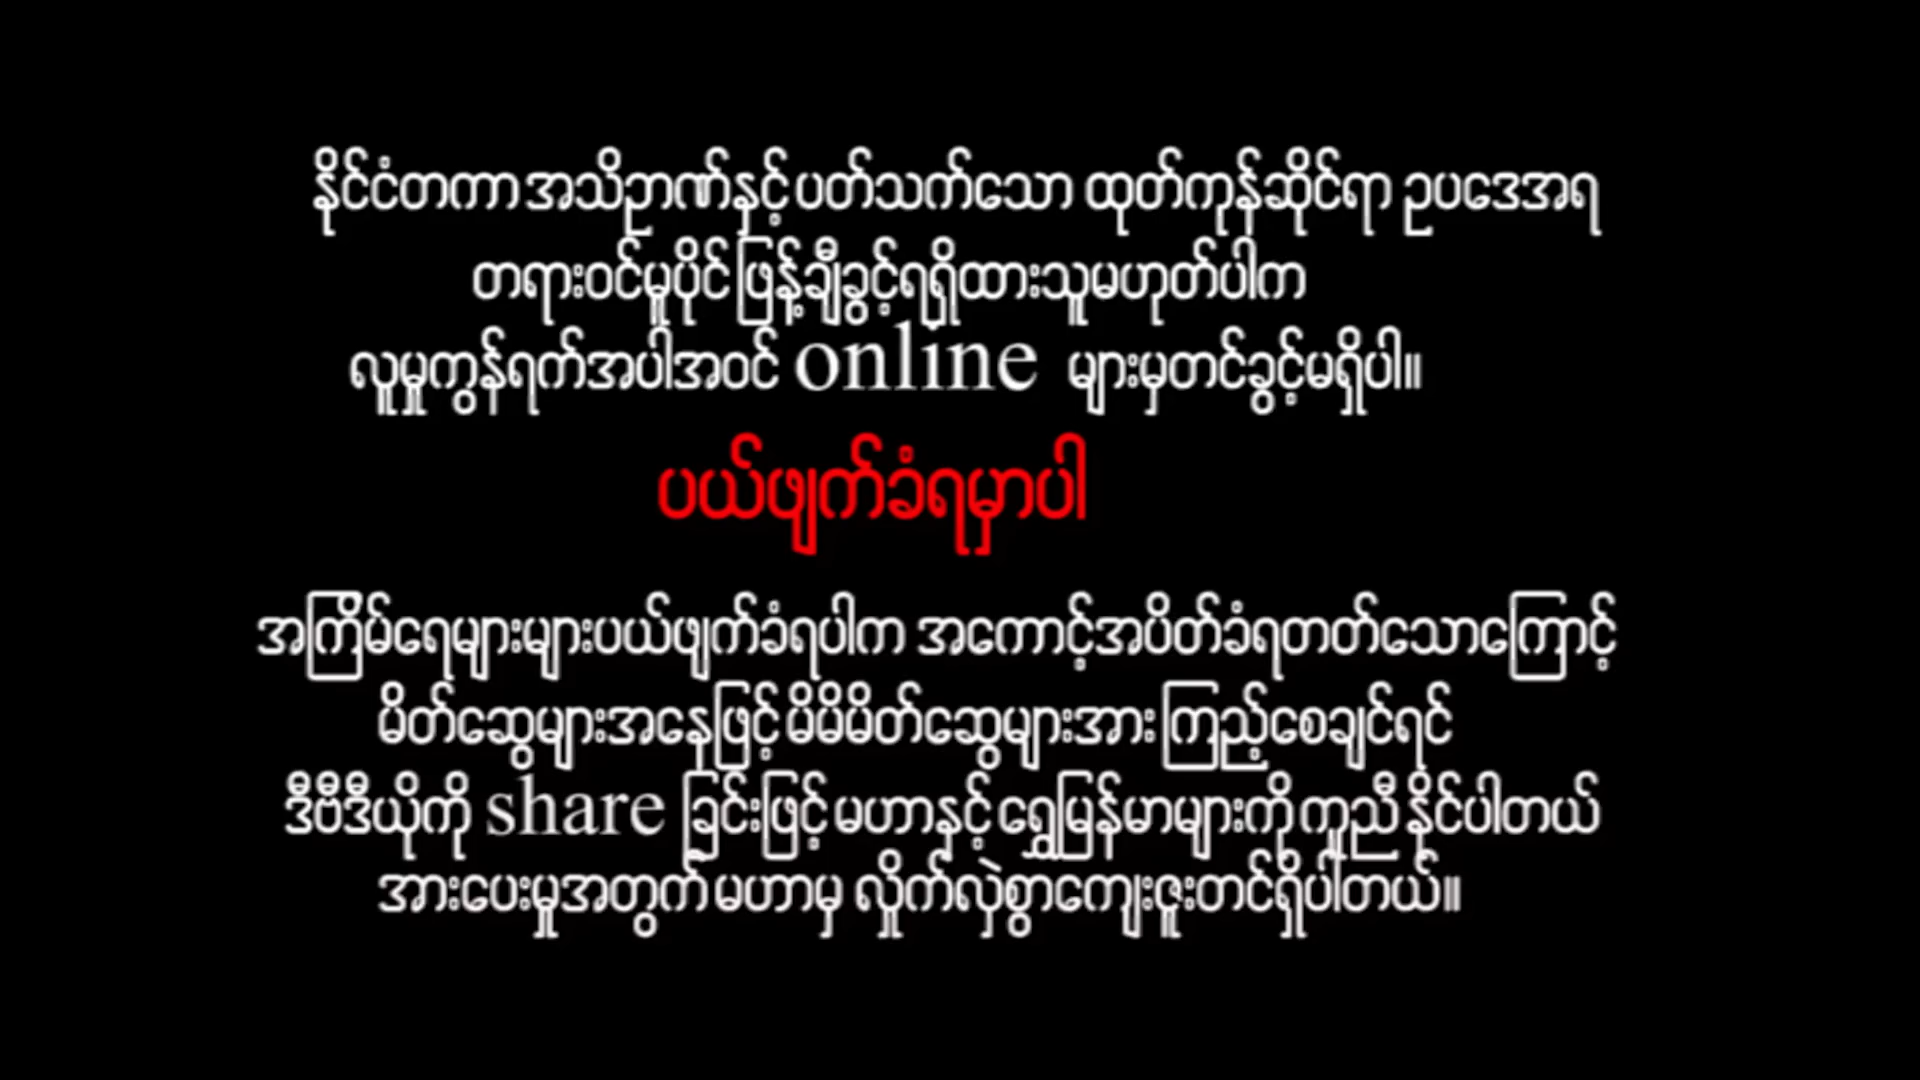 နိုင်ငံတကာ အသိဉာဏ်နှင့် ပတ်သက်သော ထုတ်ကုန်ဆိုင်ရာ ဥပဒေအရ
တရားဝင်မူပိုင် ဖြန့်ချီခွင့်ရရှိထားသူမဟုတ်ပါက
လူမှုကွန်ရက်အပါအဝင် online များမှတင်ခွင့်မရှိပါ။
ပယ်ဖျက်ခံရမှာပါ
အကြိမ်ရေများများပယ်ဖျက်ခံရပါက အကောင့်အပိတ်ခံရတတ်သောကြောင့်
မိတ်ဆွေများအနေဖြင့် မိမိမိတ်ဆွေများအား ကြည့်စေချင်ရင်
ဒီဗီဒီယိုကို share ခြင်းဖြင့် မဟာနှင့် ရွှေမြန်မာများကို ကူညီ နိုင်ပါတယ်
အားပေးမှုအတွက် မဟာမှ လှိုက်လှဲစွာကျေးဇူးတင်ရှိပါတယ်။